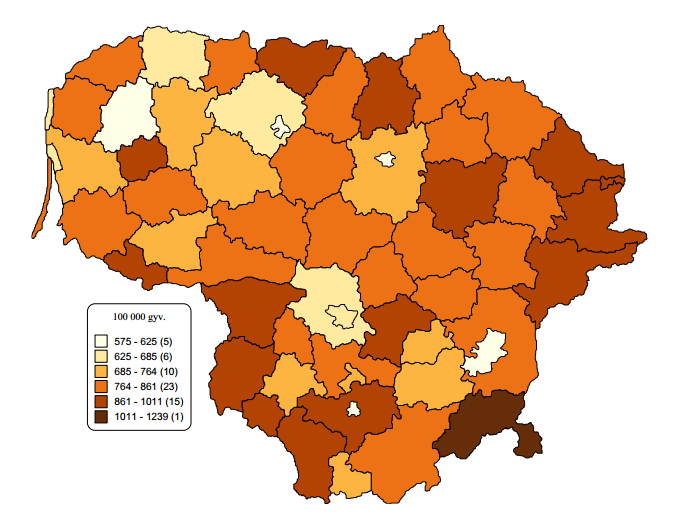 100 000 gyv.
575 - 625 (5)
625 - 685 (6)
685 - 764 (10)
764 - 861 (23)
861 - 1011 (15)
1011 - 1239 (1)